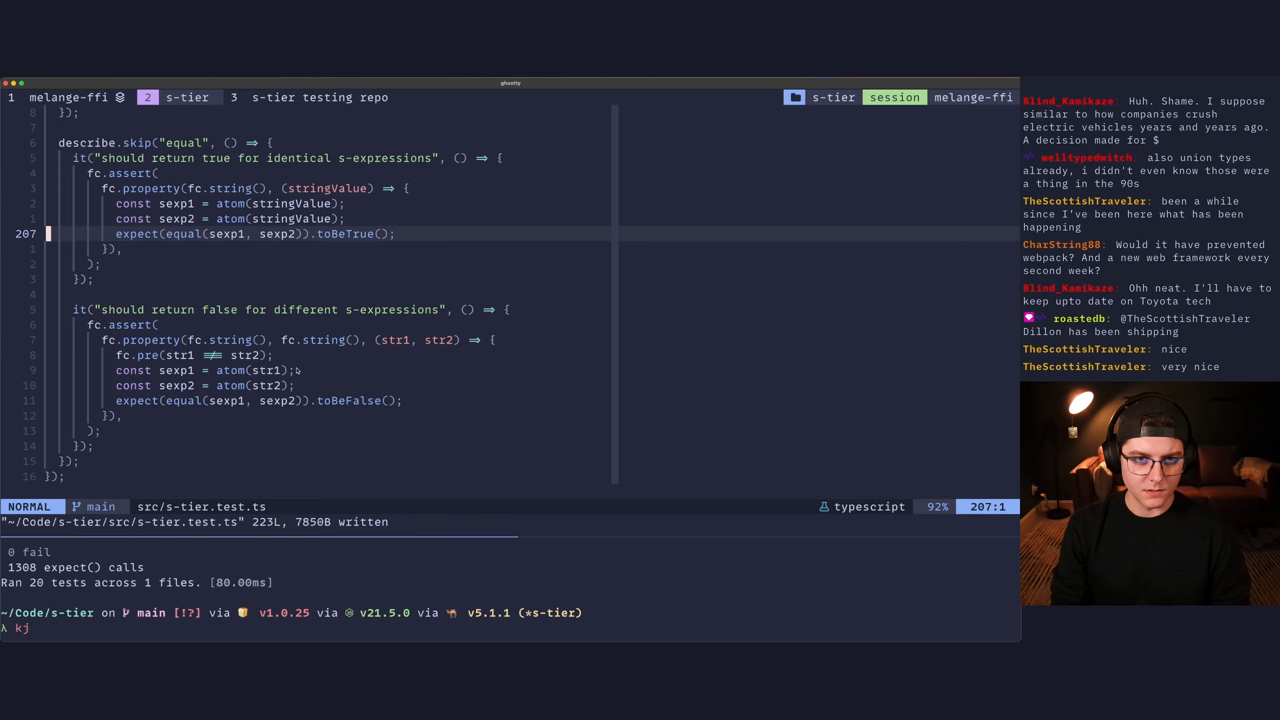 ghostty
1 melange-ffi 2 s-tier 3 s-tier testing repo s-tier session melange-ffi
8 });
7
6 describe.skip("equal", () => {
5 it("should return true for identical s-expressions", () => {
4 fc.assert(
3 fc.property(fc.string(), (stringValue) => {
2 const sexp1 = atom(stringValue);
1 const sexp2 = atom(stringValue);
207 expect(equal(sexp1, sexp2)).toBeTrue();
1 }),
2 );
3 });
4
5 it("should return false for different s-expressions", () => {
6 fc.assert(
7 fc.property(fc.string(), fc.string(), (str1, str2) => {
8 fc.pre(str1 !== str2);
9 const sexp1 = atom(str1);
10 const sexp2 = atom(str2);
11 expect(equal(sexp1, sexp2)).toBeFalse();
12 }),
13 );
14 });
15 });
16 });
NORMAL main src/s-tier.test.ts typescript 92% 207:1
"~/Code/s-tier/src/s-tier.test.ts" 223L, 7850B written
0 fail
1308 expect() calls
Ran 20 tests across 1 files. [80.00ms]
~/Code/s-tier on main [!?] via v1.0.25 via v21.5.0 via v5.1.1 (*s-tier)
λ kj
Blind_Kamikaze: Huh. Shame. I suppose
similar to how companies crush
electric vehicles years and years ago.
A decision made for $
welltypedwitch: also union types
already, i didn't even know those were
a thing in the 90s
TheScottishTraveler: been a while
since I've been here what has been
happening
CharString88: Would it have prevented
webpack? And a new web framework every
second week?
Blind_Kamikaze: Ohh neat. I'll have to
keep upto date on Toyota tech
roastedb: @TheScottishTraveler
Dillon has been shipping
TheScottishTraveler: nice
TheScottishTraveler: very nice